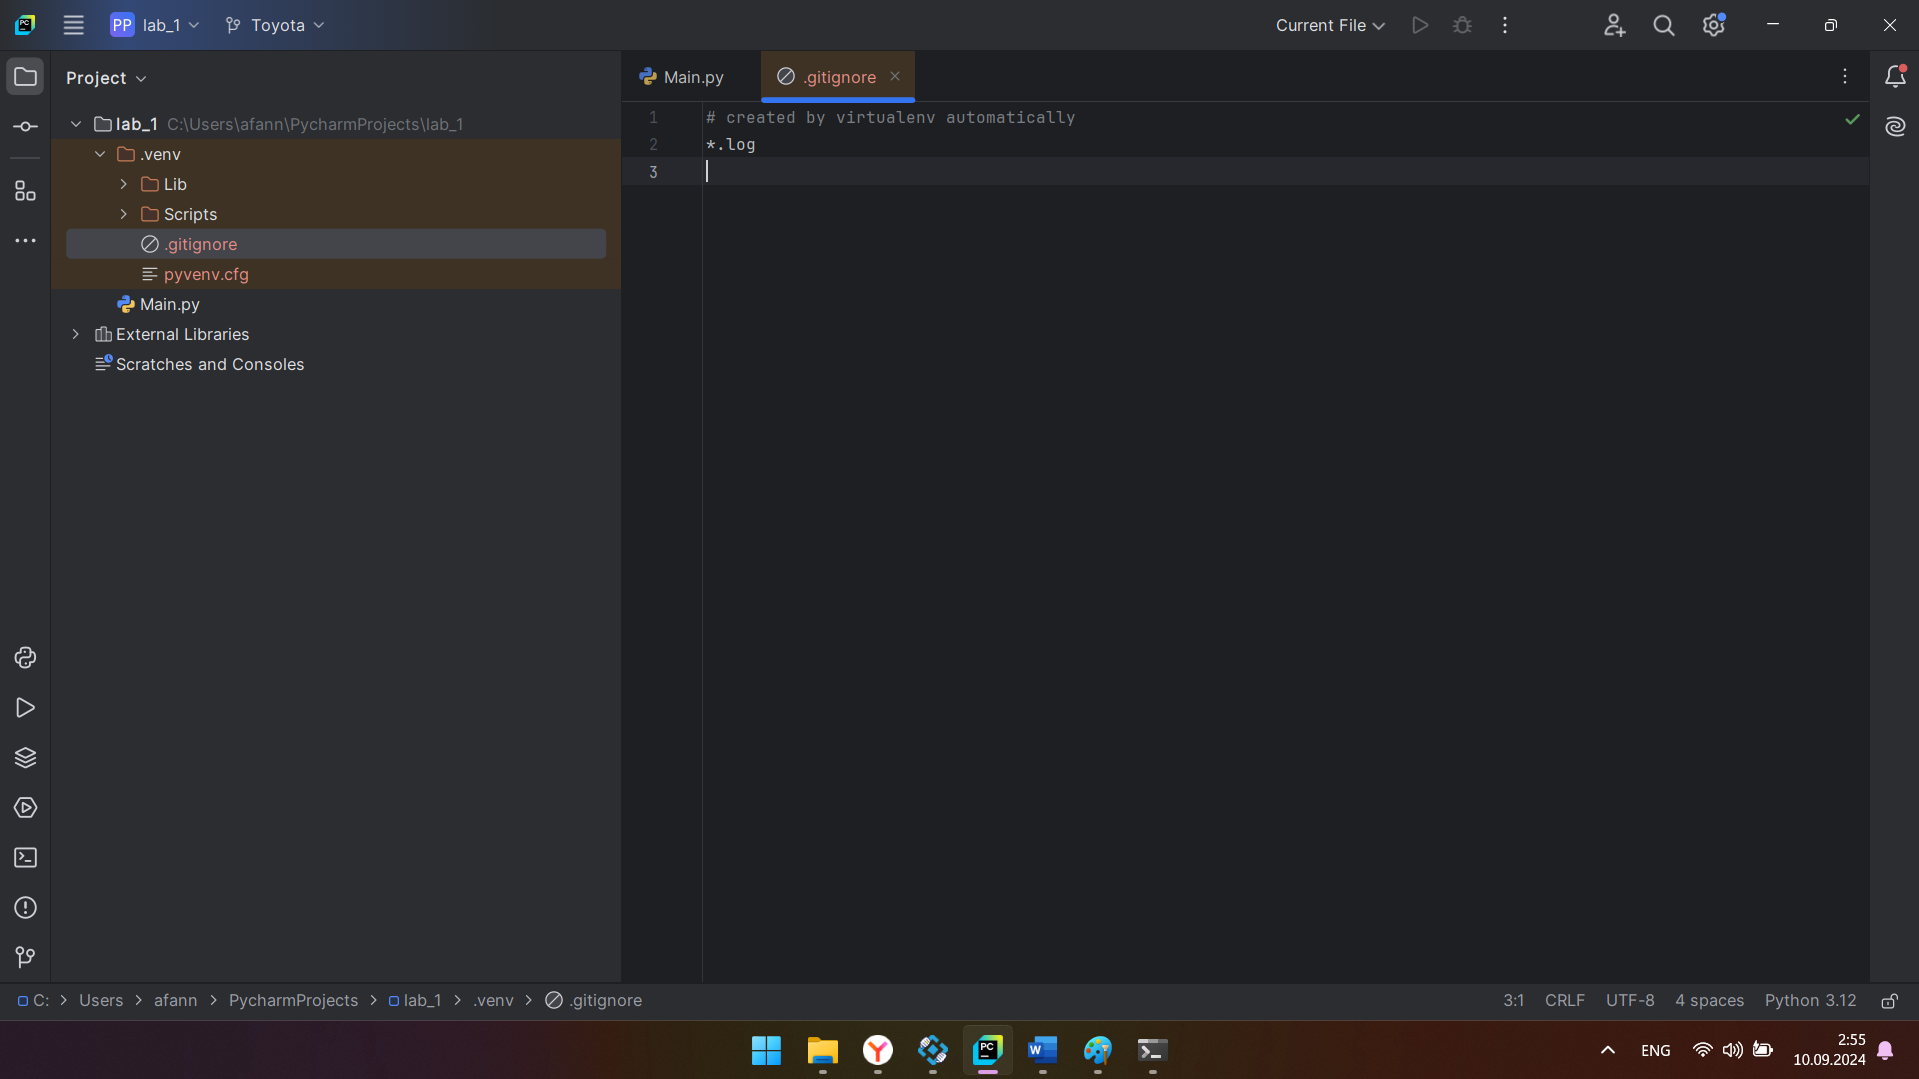 PC
PP lab_1
Toyota
Current File
Project
Main.py
.gitignore
lab_1 C:\Users\afann\PycharmProjects\lab_1
.venv
Lib
Scripts
.gitignore
pyvenv.cfg
Main.py
External Libraries
Scratches and Consoles
1 # created by virtualenv automatically
2 *.log
3
C: > Users > afann > PycharmProjects > lab_1 > .venv > .gitignore
3:1 CRLF UTF-8 4 spaces Python 3.12
Y
PC
W
ENG
2:55
10.09.2024